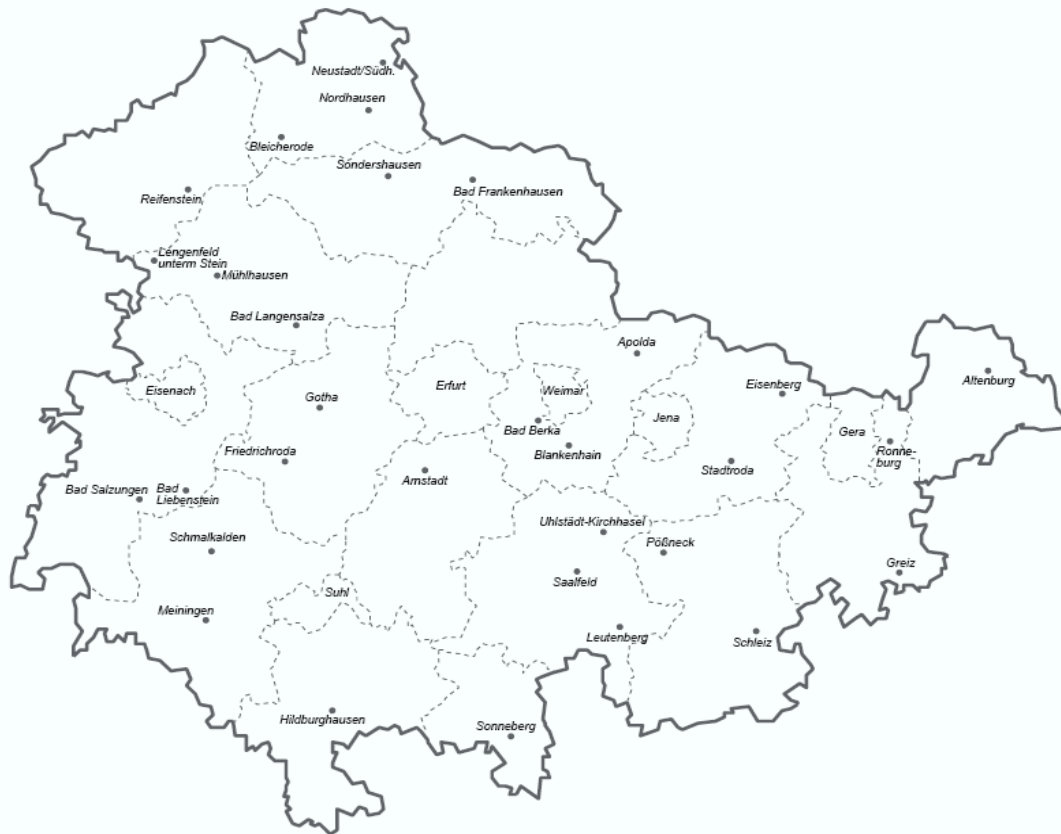 Neustadt/Südh.
Nordhausen
Bleicherode
Sondershausen
Bad Frankenhausen
Reifenstein
Lengenfeld
unterm Stein
Mühlhausen
Bad Langensalza
Apolda
Altenburg
Eisenach
Gotha
Erfurt
Weimar
Eisenberg
Jena
Gera
Bad Berka
Blankenhain
Ronne-
burg
Friedrichroda
Arnstadt
Stadtroda
Bad Salzungen
Bad
Liebenstein
Uhlstädt-Kirchhasel
Schmalkalden
Pößneck
Greiz
Saalfeld
Suhl
Meiningen
Leutenberg
Schleiz
Hildburghausen
Sonneberg